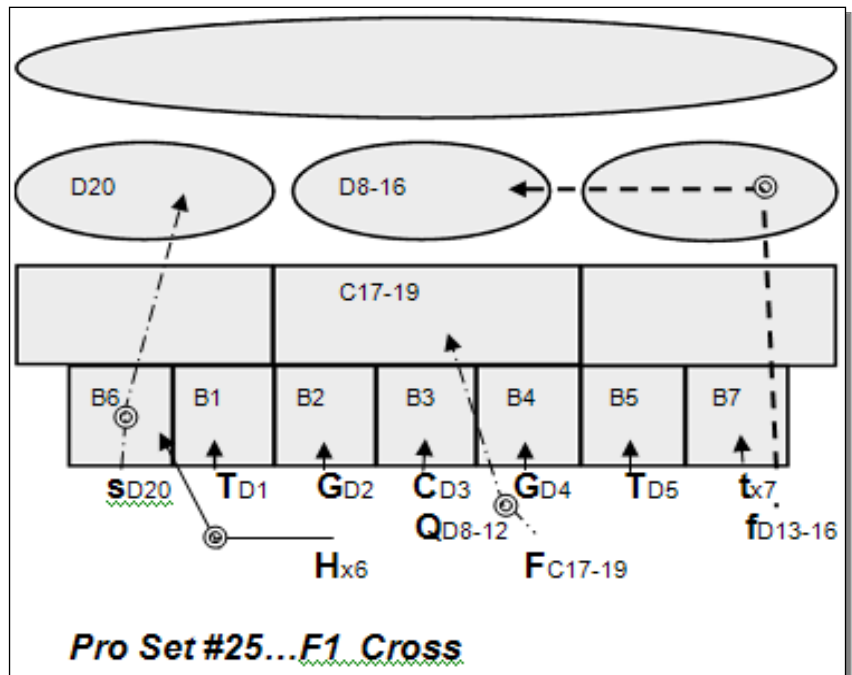 D20 D8-16
C17-19
B6 B1 B2 B3 B4 B5 B7
sD20 TD1 GD2 CD3 GD4 TD5 tx7
QD8-12 fD13-16
Hx6 FC17-19
Pro Set #25...F1 Cross